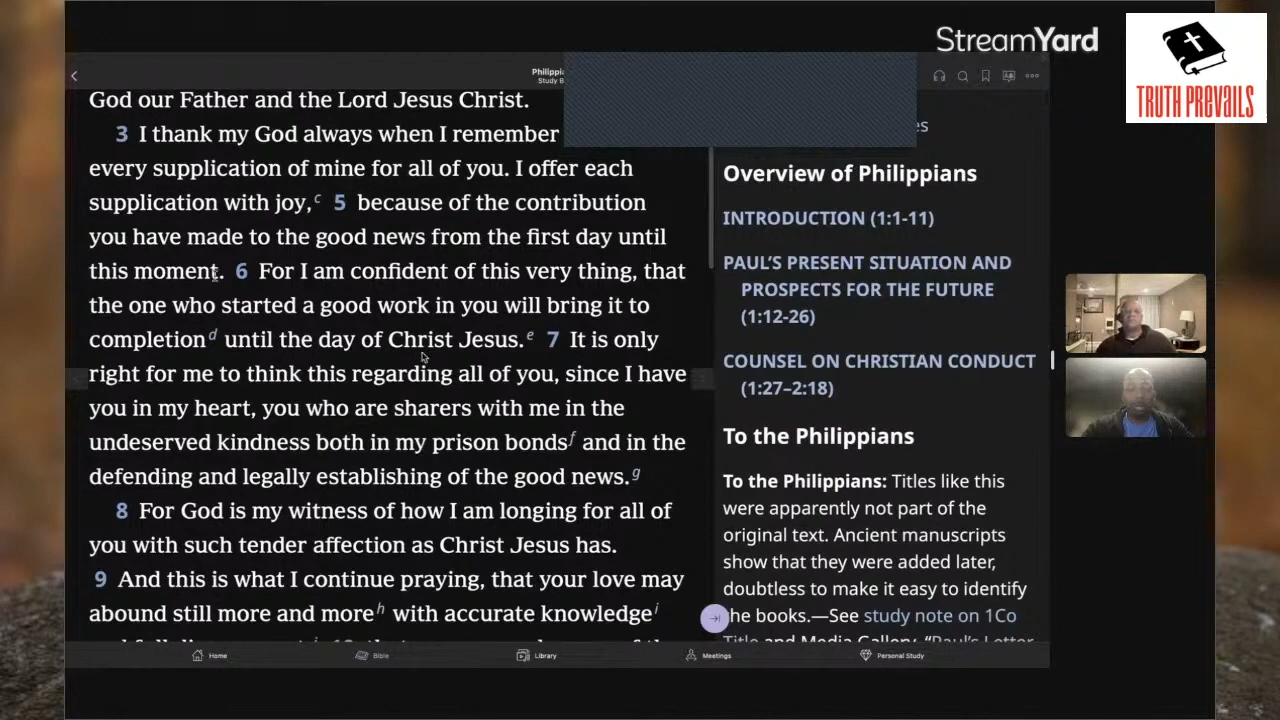 StreamYard
TRUTH PREVAILS
God our Father and the Lord Jesus Christ.
3 I thank my God always when I remember
every supplication of mine for all of you. I offer each
supplication with joy,c 5 because of the contribution
you have made to the good news from the first day until
this moment. 6 For I am confident of this very thing, that
the one who started a good work in you will bring it to
completiond until the day of Christ Jesus.e 7 It is only
right for me to think this regarding all of you, since I have
you in my heart, you who are sharers with me in the
undeserved kindness both in my prison bondsf and in the
defending and legally establishing of the good news.g
8 For God is my witness of how I am longing for all of
you with such tender affection as Christ Jesus has.
9 And this is what I continue praying, that your love may
abound still more and moreh with accurate knowledgei
Overview of Philippians
INTRODUCTION (1:1-11)
PAUL'S PRESENT SITUATION AND
PROSPECTS FOR THE FUTURE
(1:12-26)
COUNSEL ON CHRISTIAN CONDUCT
(1:27–2:18)
To the Philippians
To the Philippians: Titles like this
were apparently not part of the
original text. Ancient manuscripts
show that they were added later,
doubtless to make it easy to identify
the books.—See study note on 1Co
Title and Media Gallery, "Paul's Letter
Home
Bible
Library
Meetings
Personal Study